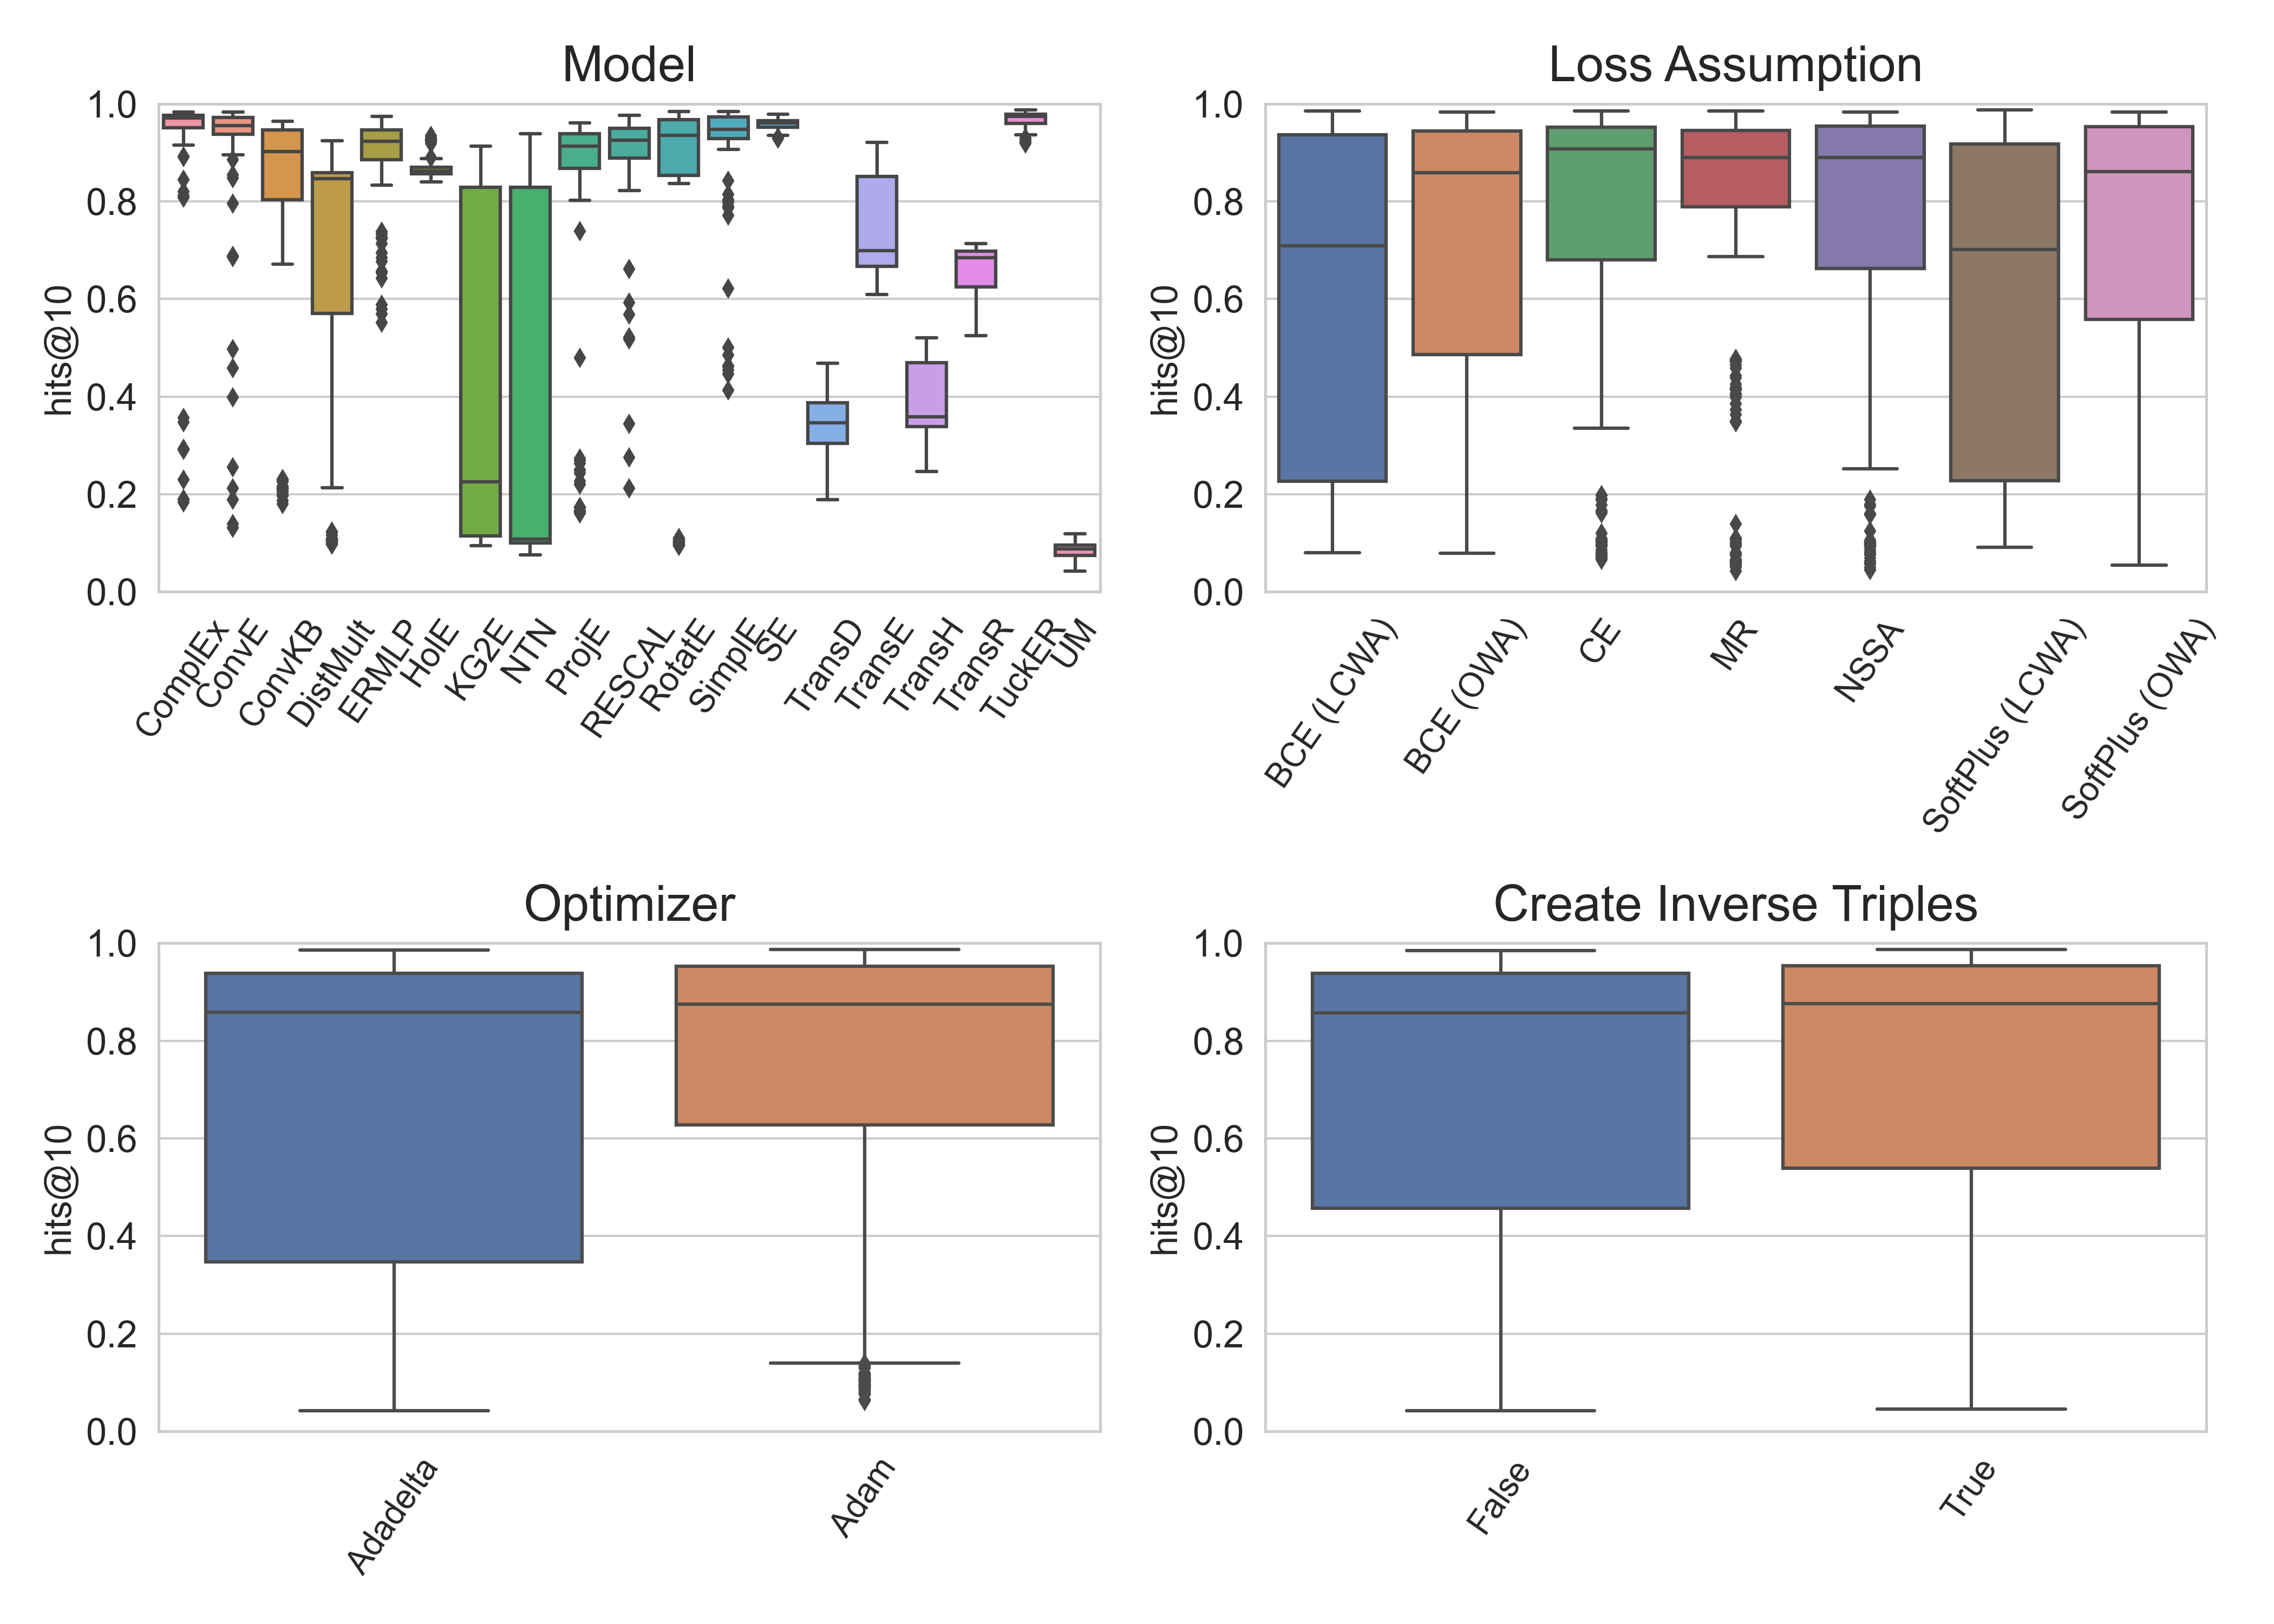 Model
hits@10
1.0
0.8
0.6
0.4
0.2
0.0
ComplEx
ConvE
ConvKB
DistMult
ERMLP
HolE
KG2E
NTN
ProjE
RESCAL
RotatE
SimplE
SE
TransD
TransE
TransH
TransR
TuckER
UM
Loss Assumption
hits@10
1.0
0.8
0.6
0.4
0.2
0.0
BCE (LCWA)
BCE (OWA)
CE
MR
NSSA
SoftPlus (LCWA)
SoftPlus (OWA)
Optimizer
hits@10
1.0
0.8
0.6
0.4
0.2
0.0
Adadelta
Adam
Create Inverse Triples
hits@10
1.0
0.8
0.6
0.4
0.2
0.0
False
True